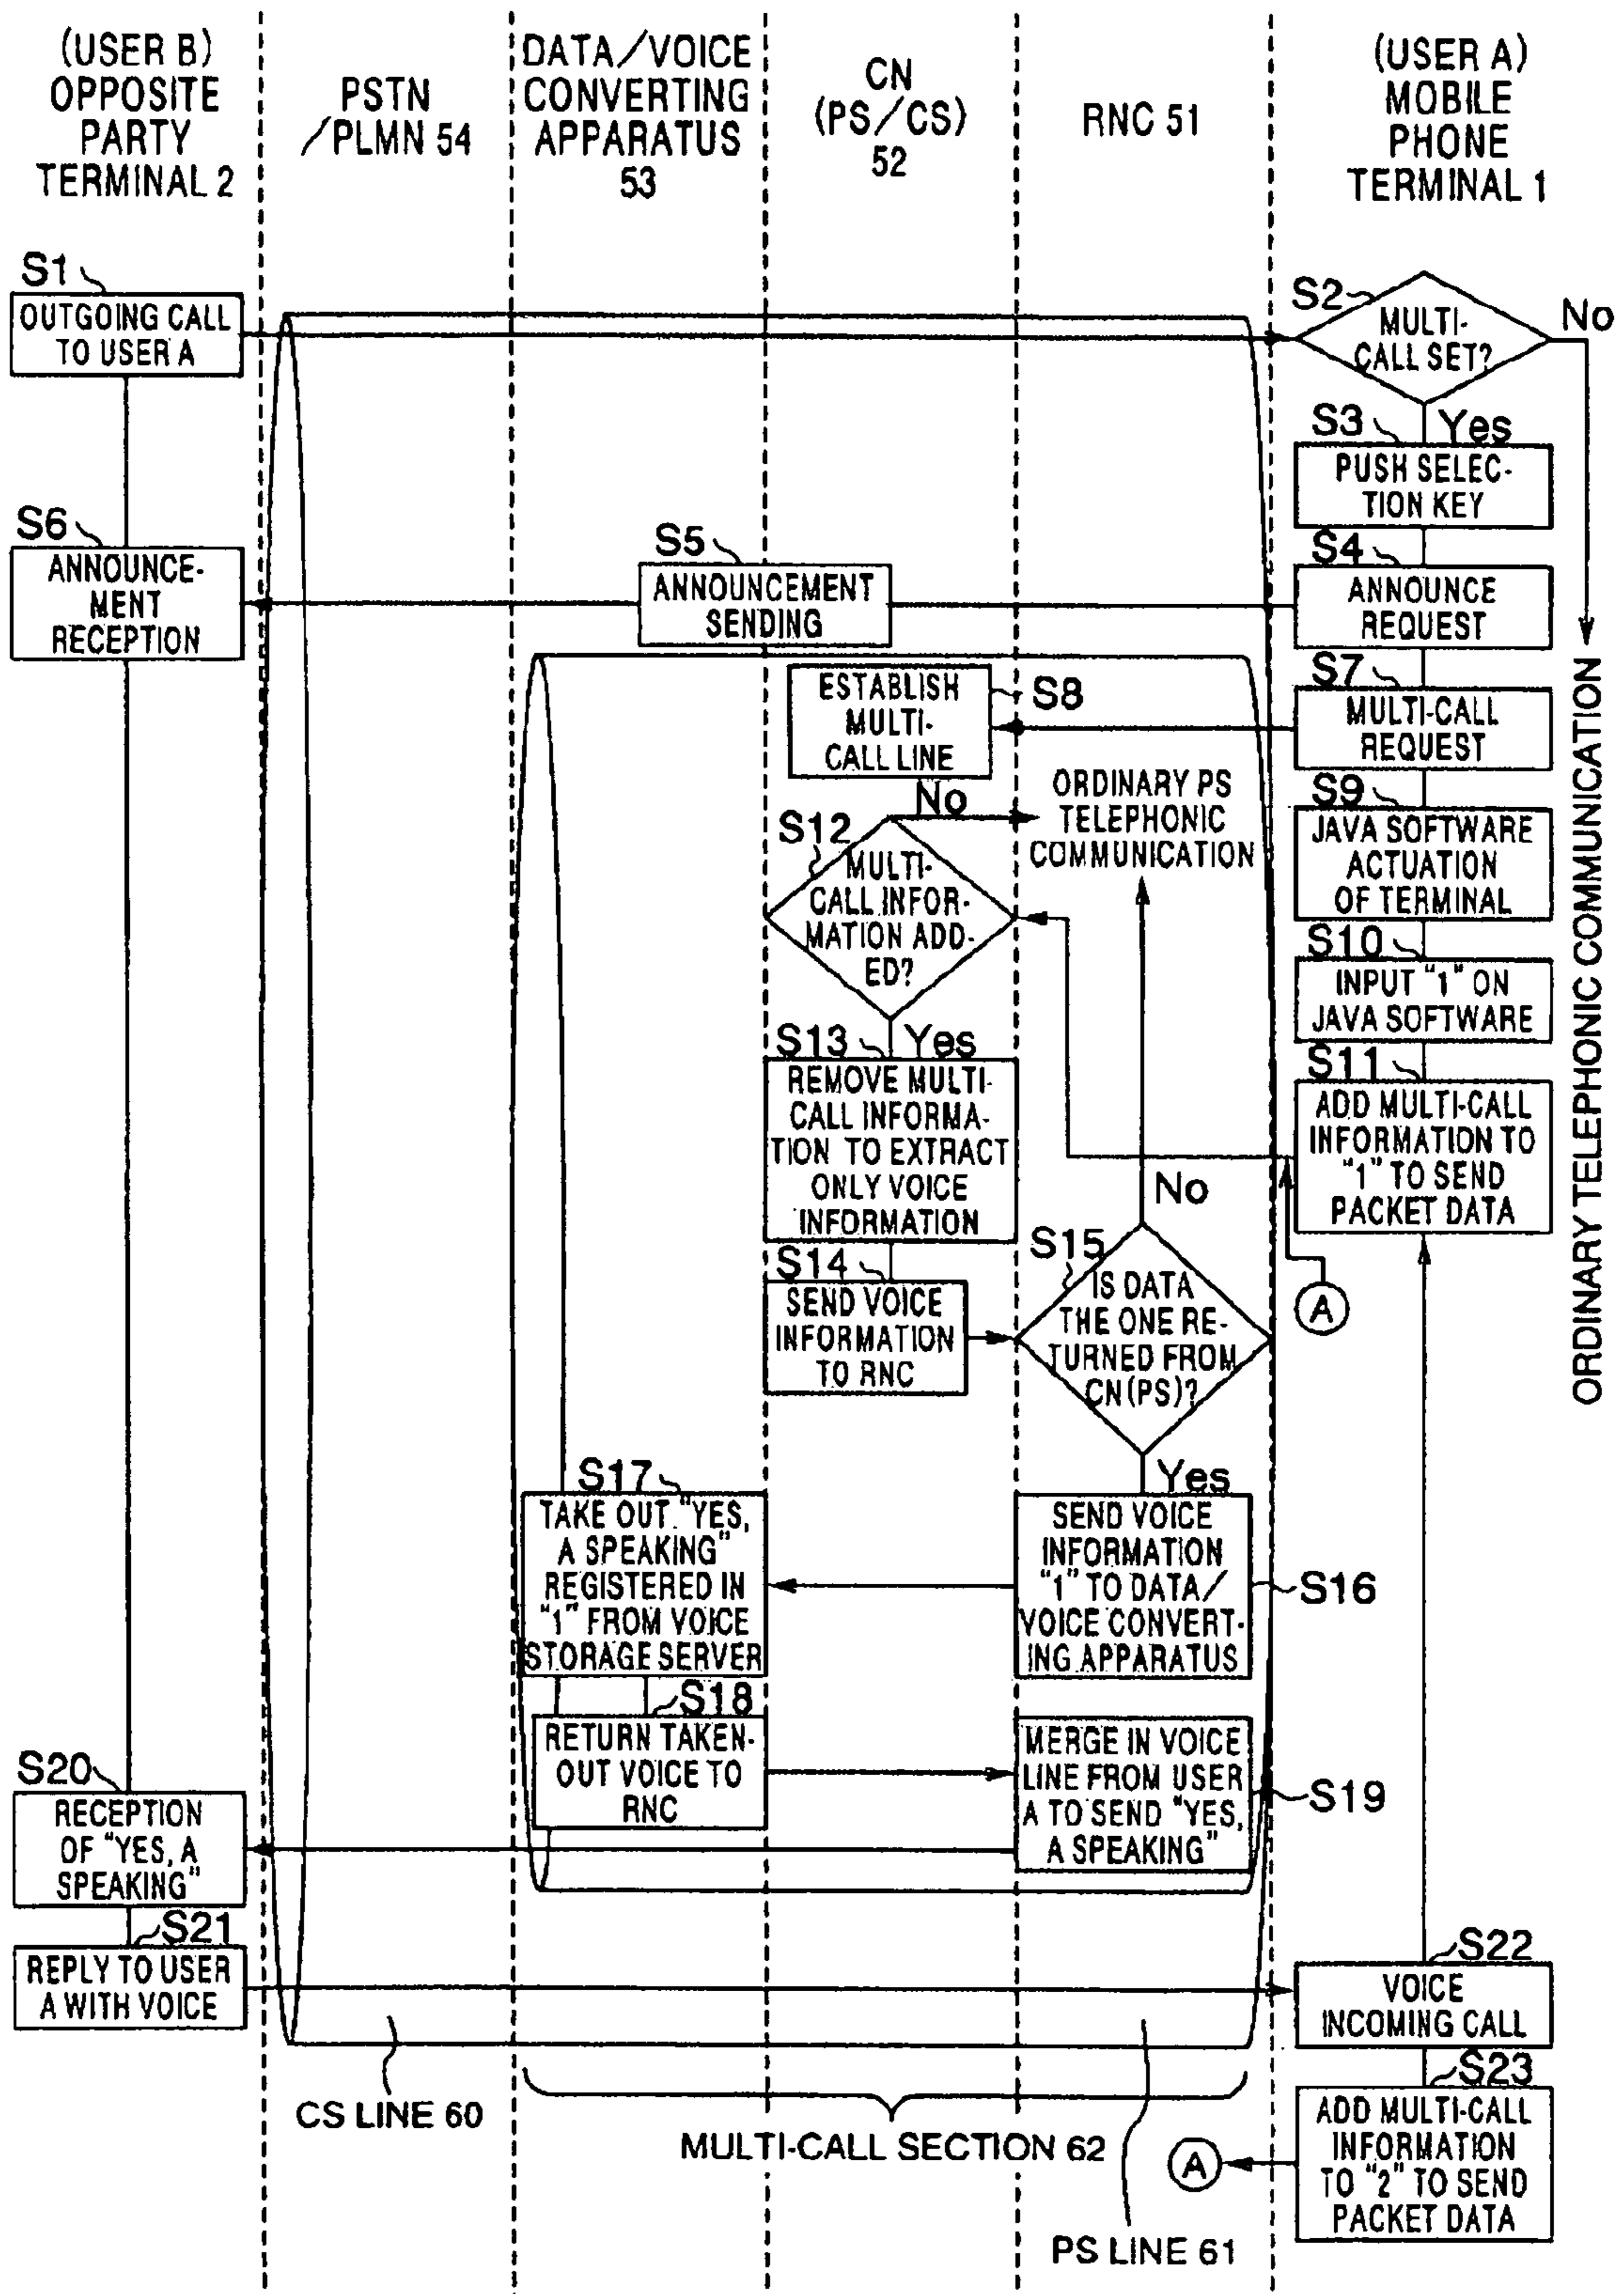 (USER B)
OPPOSITE
PARTY
TERMINAL 2
PSTN
/PLMN 54
DATA/VOICE
CONVERTING
APPARATUS
53
CN
(PS/CS)
52
RNC 51
(USER A)
MOBILE
PHONE
TERMINAL 1
S1
OUTGOING CALL
TO USER A
S2
MULTI-
CALL SET?
No
Yes
S3
PUSH SELEC-
TION KEY
S4
ANNOUNCE
REQUEST
S5
ANNOUNCEMENT
SENDING
S6
ANNOUNCE-
MENT
RECEPTION
S7
MULTI-CALL
REQUEST
S8
ESTABLISH
MULTI-
CALL LINE
ORDINARY TELEPHONIC COMMUNICATION
S9
JAVA SOFTWARE
ACTUATION
OF TERMINAL
S10
INPUT "1" ON
JAVA SOFTWARE
S11
ADD MULTI-CALL
INFORMATION TO
"1" TO SEND
PACKET DATA
A
S12
MULTI-
CALL INFOR-
MATION ADD-
ED?
No
ORDINARY PS
TELEPHONIC
COMMUNICATION
Yes
S13
REMOVE MULTI-
CALL INFORMA-
TION TO EXTRACT
ONLY VOICE
INFORMATION
S14
SEND VOICE
INFORMATION
TO RNC
S15
IS DATA
THE ONE RE-
TURNED FROM
CN(PS)?
No
Yes
S16
SEND VOICE
INFORMATION
"1" TO DATA/
VOICE CONVERT-
ING APPARATUS
S17
TAKE OUT "YES,
A SPEAKING"
REGISTERED IN
"1" FROM VOICE
STORAGE SERVER
S18
RETURN TAKEN-
OUT VOICE TO
RNC
S19
MERGE IN VOICE
LINE FROM USER
A TO SEND "YES,
A SPEAKING"
S20
RECEPTION
OF "YES, A
SPEAKING"
S21
REPLY TO USER
A WITH VOICE
S22
VOICE
INCOMING CALL
S23
ADD MULTI-CALL
INFORMATION
TO "2" TO SEND
PACKET DATA
A
CS LINE 60
MULTI-CALL SECTION 62
PS LINE 61